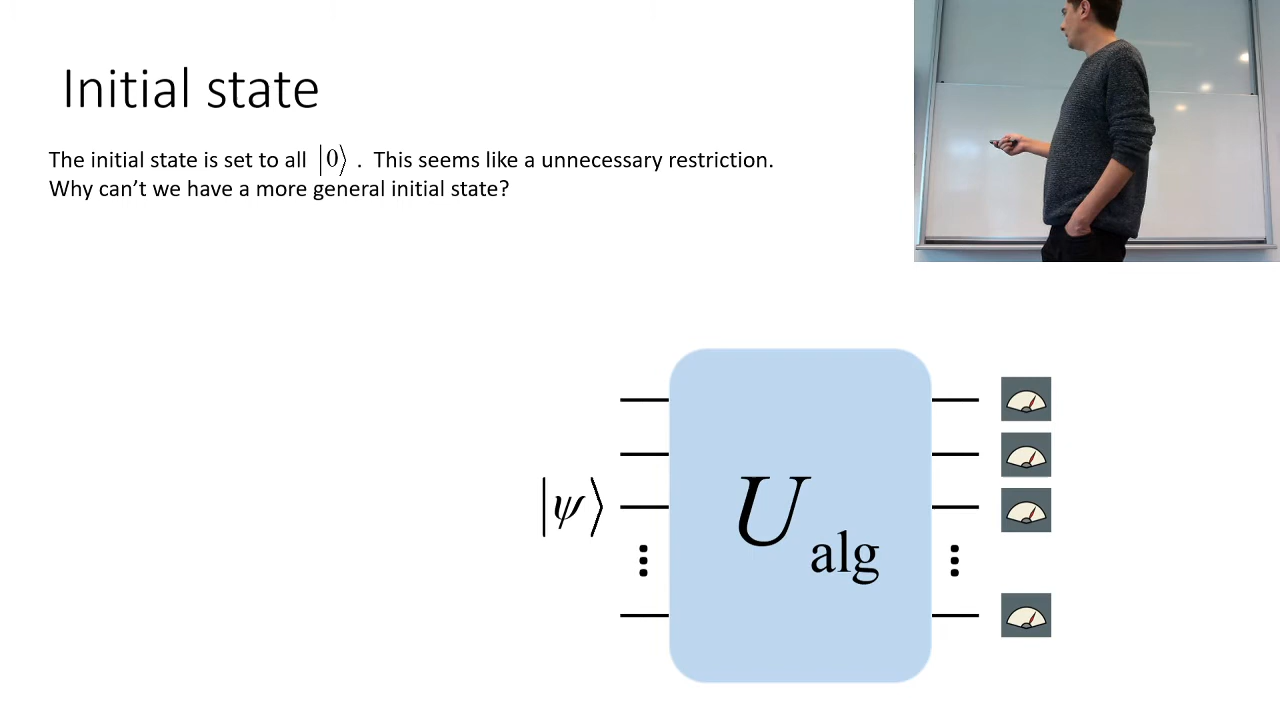 Initial state
The initial state is set to all |0⟩ . This seems like a unnecessary restriction.
Why can’t we have a more general initial state?
|ψ⟩
U alg